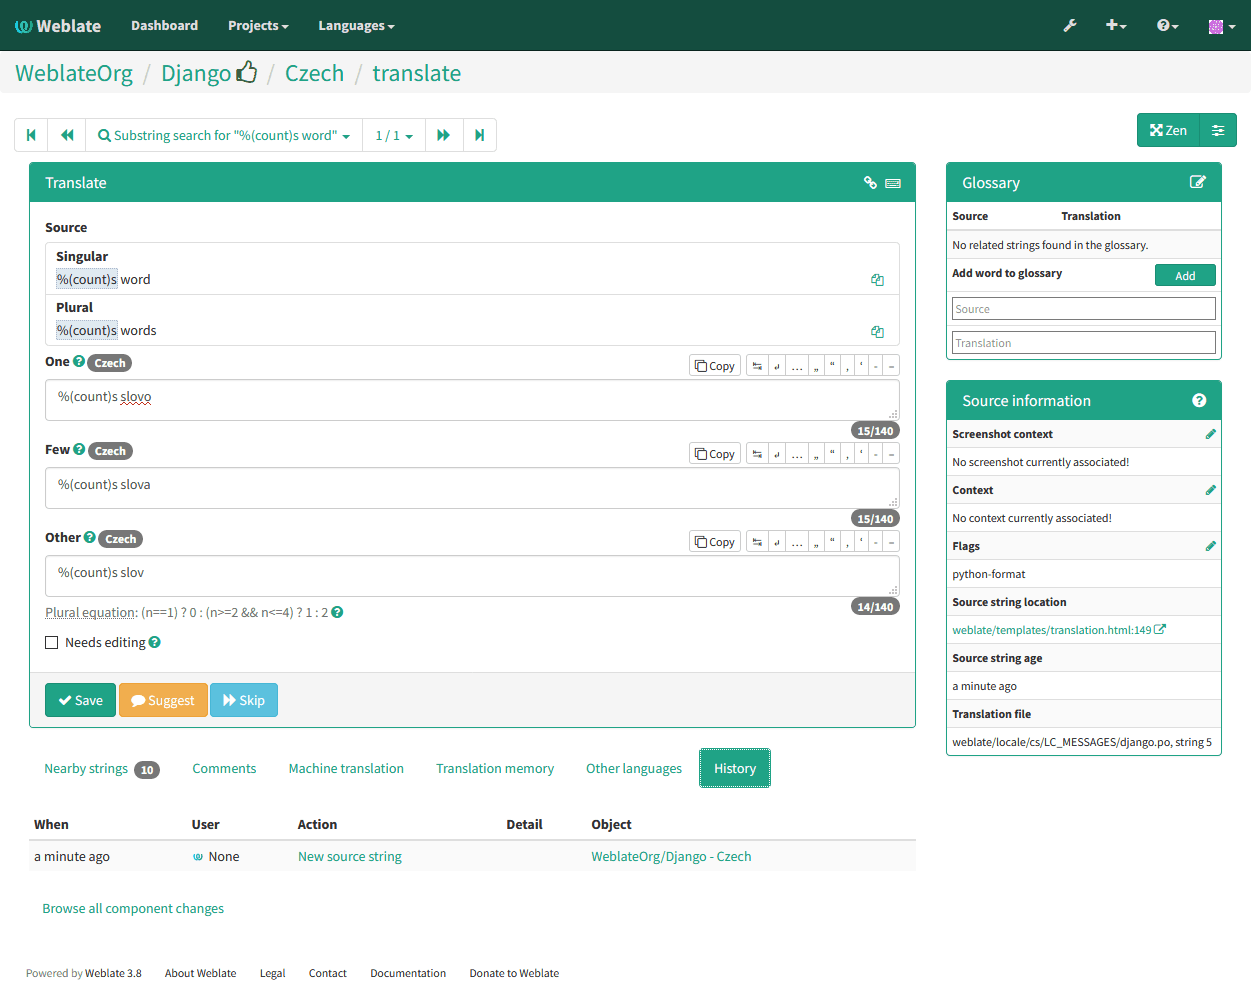 Weblate Dashboard Projects Languages
WeblateOrg / Django / Czech / translate
Substring search for "%(count)s word" 1 / 1
Zen
Translate
Source
Singular
%(count)s word
Plural
%(count)s words
One Czech
Copy … „ “ ‚ ‘ - –
%(count)s slovo
15/140
Few Czech
Copy … „ “ ‚ ‘ - –
%(count)s slova
15/140
Other Czech
Copy … „ “ ‚ ‘ - –
%(count)s slov
14/140
Plural equation: (n==1) ? 0 : (n>=2 && n<=4) ? 1 : 2
Needs editing
Save Suggest Skip
Glossary
Source Translation
No related strings found in the glossary.
Add word to glossary Add
Source
Translation
Source information
Screenshot context
No screenshot currently associated!
Context
No context currently associated!
Flags
python-format
Source string location
weblate/templates/translation.html:149
Source string age
a minute ago
Translation file
weblate/locale/cs/LC_MESSAGES/django.po, string 5
Nearby strings 10 Comments Machine translation Translation memory Other languages History
When User Action Detail Object
a minute ago None New source string WeblateOrg/Django - Czech
Browse all component changes
Powered by Weblate 3.8 About Weblate Legal Contact Documentation Donate to Weblate